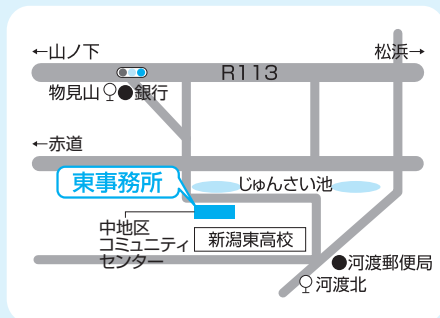 ←山ノ下
松浜→
R113
物見山
銀行
←赤道
東事務所
じゅんさい池
中地区
コミュニティ
センター
新潟東高校
河渡郵便局
河渡北